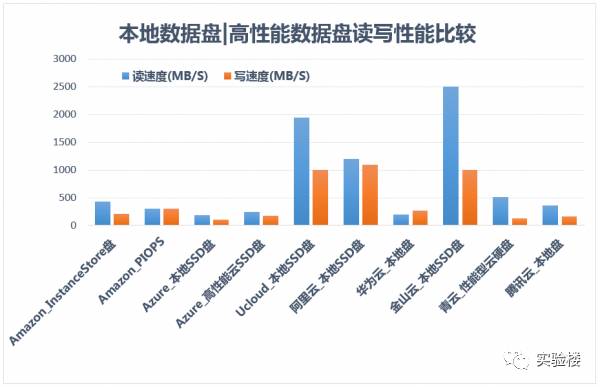 本地数据盘|高性能数据盘读写性能比较
读速度(MB/S) 写速度(MB/S)
3000
2500
2000
1500
1000
500
0
Amazon_InstanceStore盘
Amazon_PIOPS
Azure_本地SSD盘
Azure_高性能云SSD盘
Ucloud_本地SSD盘
阿里云_本地SSD盘
华为云_本地盘
金山云_本地SSD盘
青云_性能型云硬盘
腾讯云_本地盘
实验楼